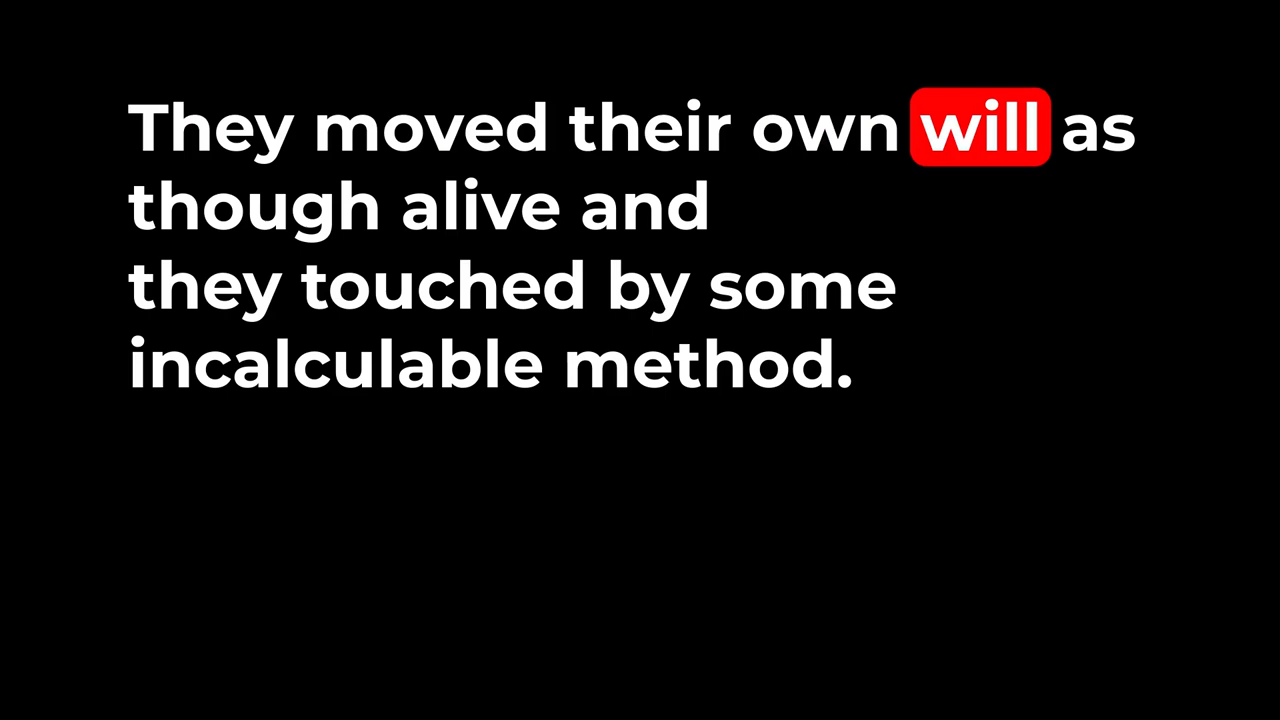 They moved their own will as
though alive and
they touched by some
incalculable method.